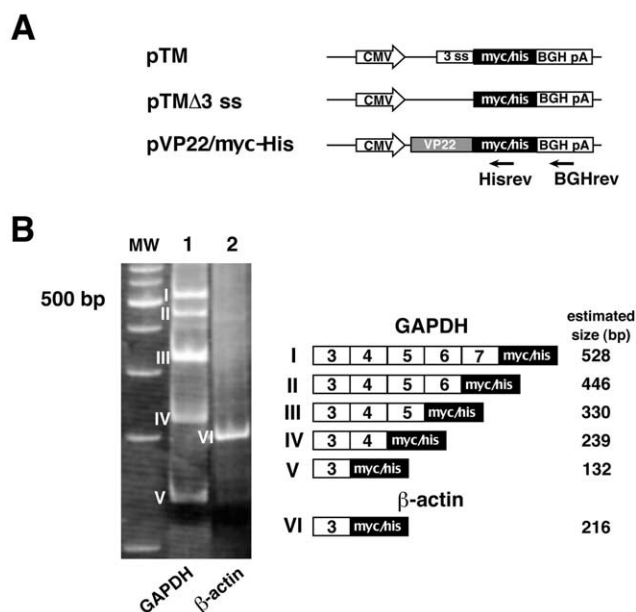 A
pTM
CMV 3 ss myc/his BGH pA
pTMΔ3 ss
CMV myc/his BGH pA
pVP22/myc-His
CMV VP22 myc/his BGH pA
Hisrev BGHrev
B
MW 1 2
500 bp
I
II
III
IV
VI
V
GAPDH β-actin
GAPDH estimated
size (bp)
I 3 4 5 6 7 myc/his 528
II 3 4 5 6 myc/his 446
III 3 4 5 myc/his 330
IV 3 4 myc/his 239
V 3 myc/his 132
β-actin
VI 3 myc/his 216